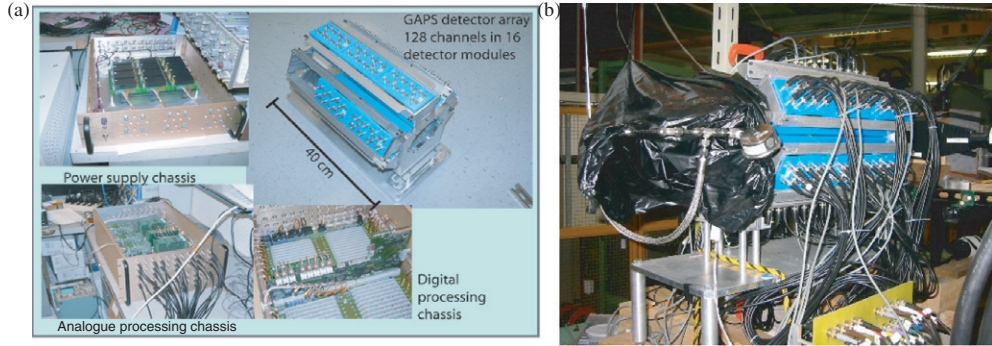 (a)
GAPS detector array
128 channels in 16
detector modules
40 cm
Power supply chassis
Digital
processing
chassis
Analogue processing chassis
(b)